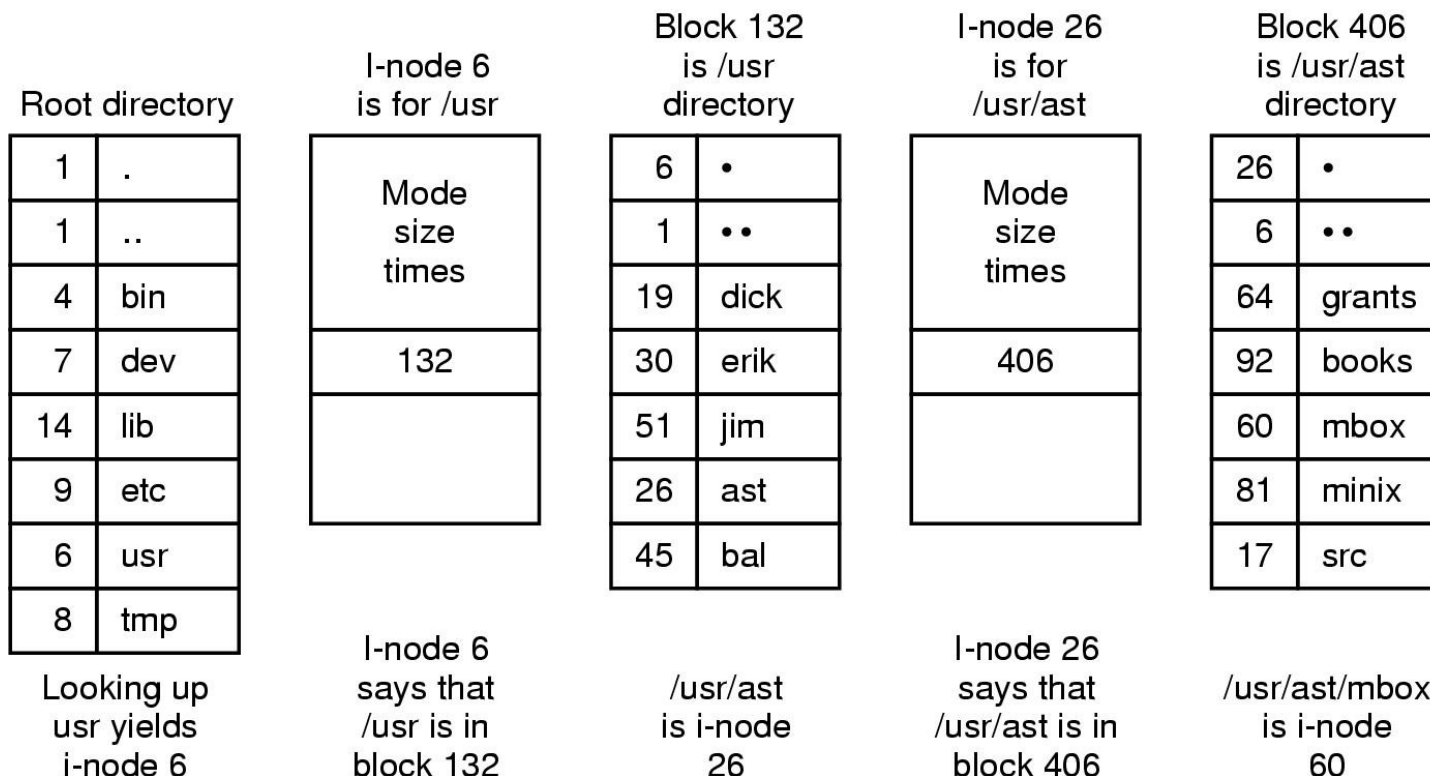 Root directory
1 .
1 ..
4 bin
7 dev
14 lib
9 etc
6 usr
8 tmp
Looking up
usr yields
i-node 6
I-node 6
is for /usr
Mode
size
times
132
I-node 6
says that
/usr is in
block 132
Block 132
is /usr
directory
6 •
1 ••
19 dick
30 erik
51 jim
26 ast
45 bal
/usr/ast
is i-node
26
I-node 26
is for
/usr/ast
Mode
size
times
406
I-node 26
says that
/usr/ast is in
block 406
Block 406
is /usr/ast
directory
26 •
6 ••
64 grants
92 books
60 mbox
81 minix
17 src
/usr/ast/mbox
is i-node
60